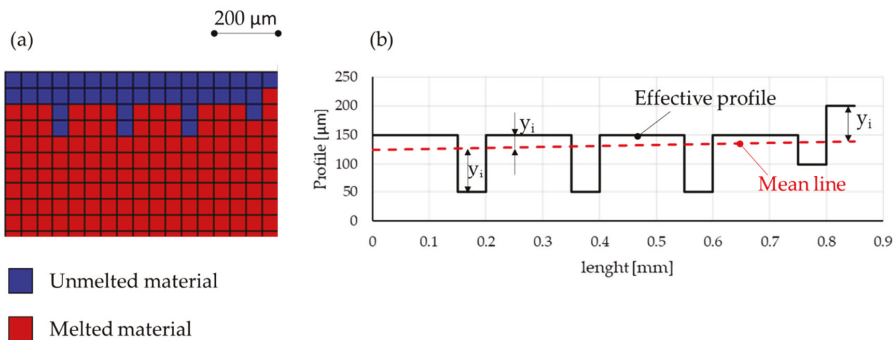 200 µm
(a)
(b)
250
200
150
100
50
0
Profile [µm]
Effective profile
yᵢ
yᵢ
yᵢ
Mean line
0 0.1 0.2 0.3 0.4 0.5 0.6 0.7 0.8 0.9
lenght [mm]
Unmelted material
Melted material